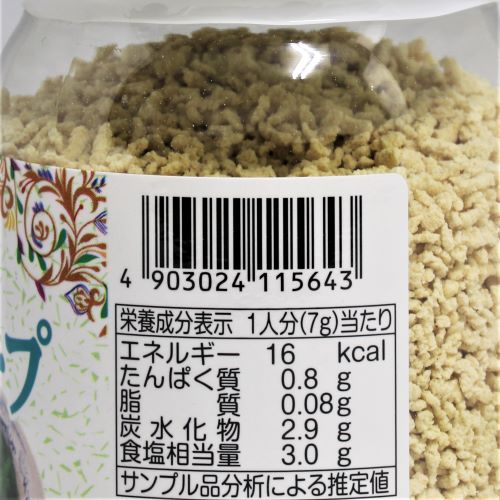 4 903024 115643
栄養成分表示 1人分(7g)当たり
エネルギー 16 kcal
たんぱく質 0.8 g
脂質 0.08g
炭水化物 2.9 g
食塩相当量 3.0 g
サンプル品分析による推定値
プ